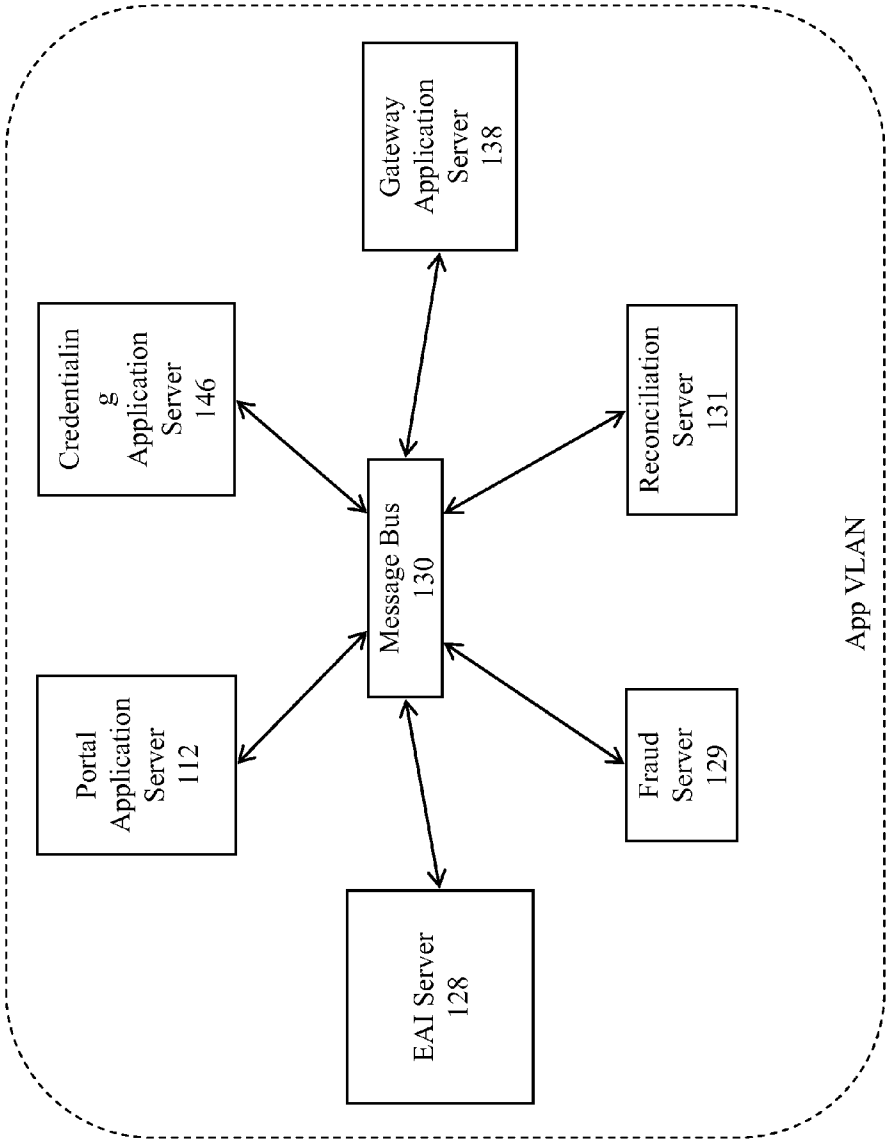 Portal
Application
Server
112
Credentialin
g
Application
Server
146
EAI Server
128
Message Bus
130
Gateway
Application
Server
138
Fraud
Server
129
Reconciliation
Server
131
App VLAN